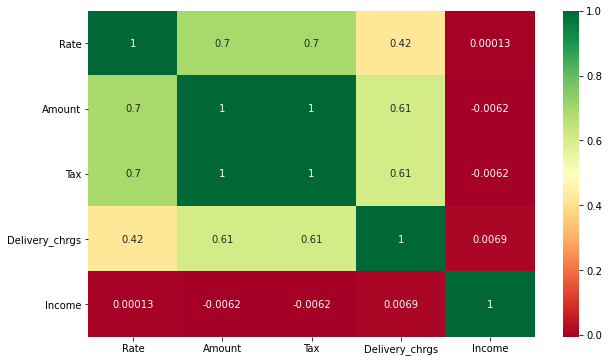 Rate 1 0.7 0.7 0.42 0.00013
Amount 0.7 1 1 0.61 -0.0062
Tax 0.7 1 1 0.61 -0.0062
Delivery_chrgs 0.42 0.61 0.61 1 0.0069
Income 0.00013 -0.0062 -0.0062 0.0069 1
Rate Amount Tax Delivery_chrgs Income
1.0
0.8
0.6
0.4
0.2
0.0